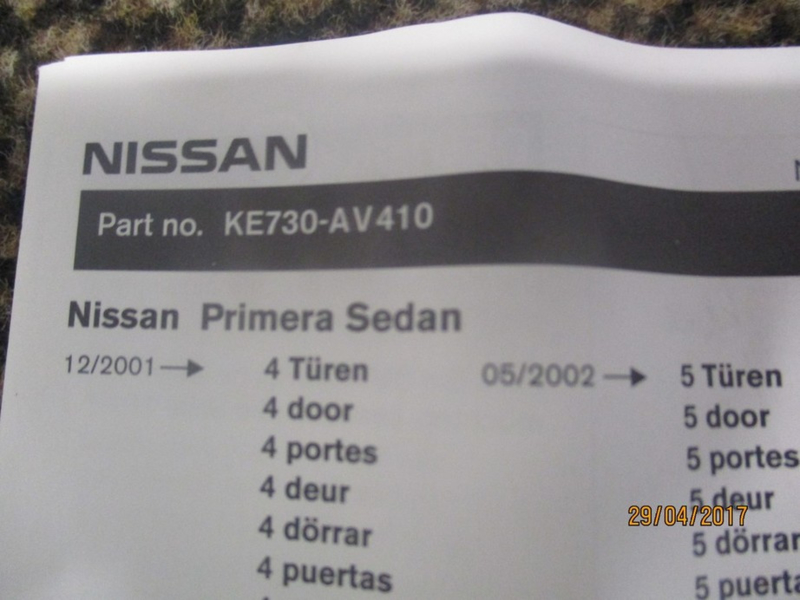 NISSAN
Part no. KE730-AV410
Nissan Primera Sedan
12/2001 → 4 Türen 05/2002 → 5 Türen
4 door 5 door
4 portes 5 portes
4 deur 5 deur
4 dörrar 5 dörrar
4 puertas 5 puerta
29/04/2017